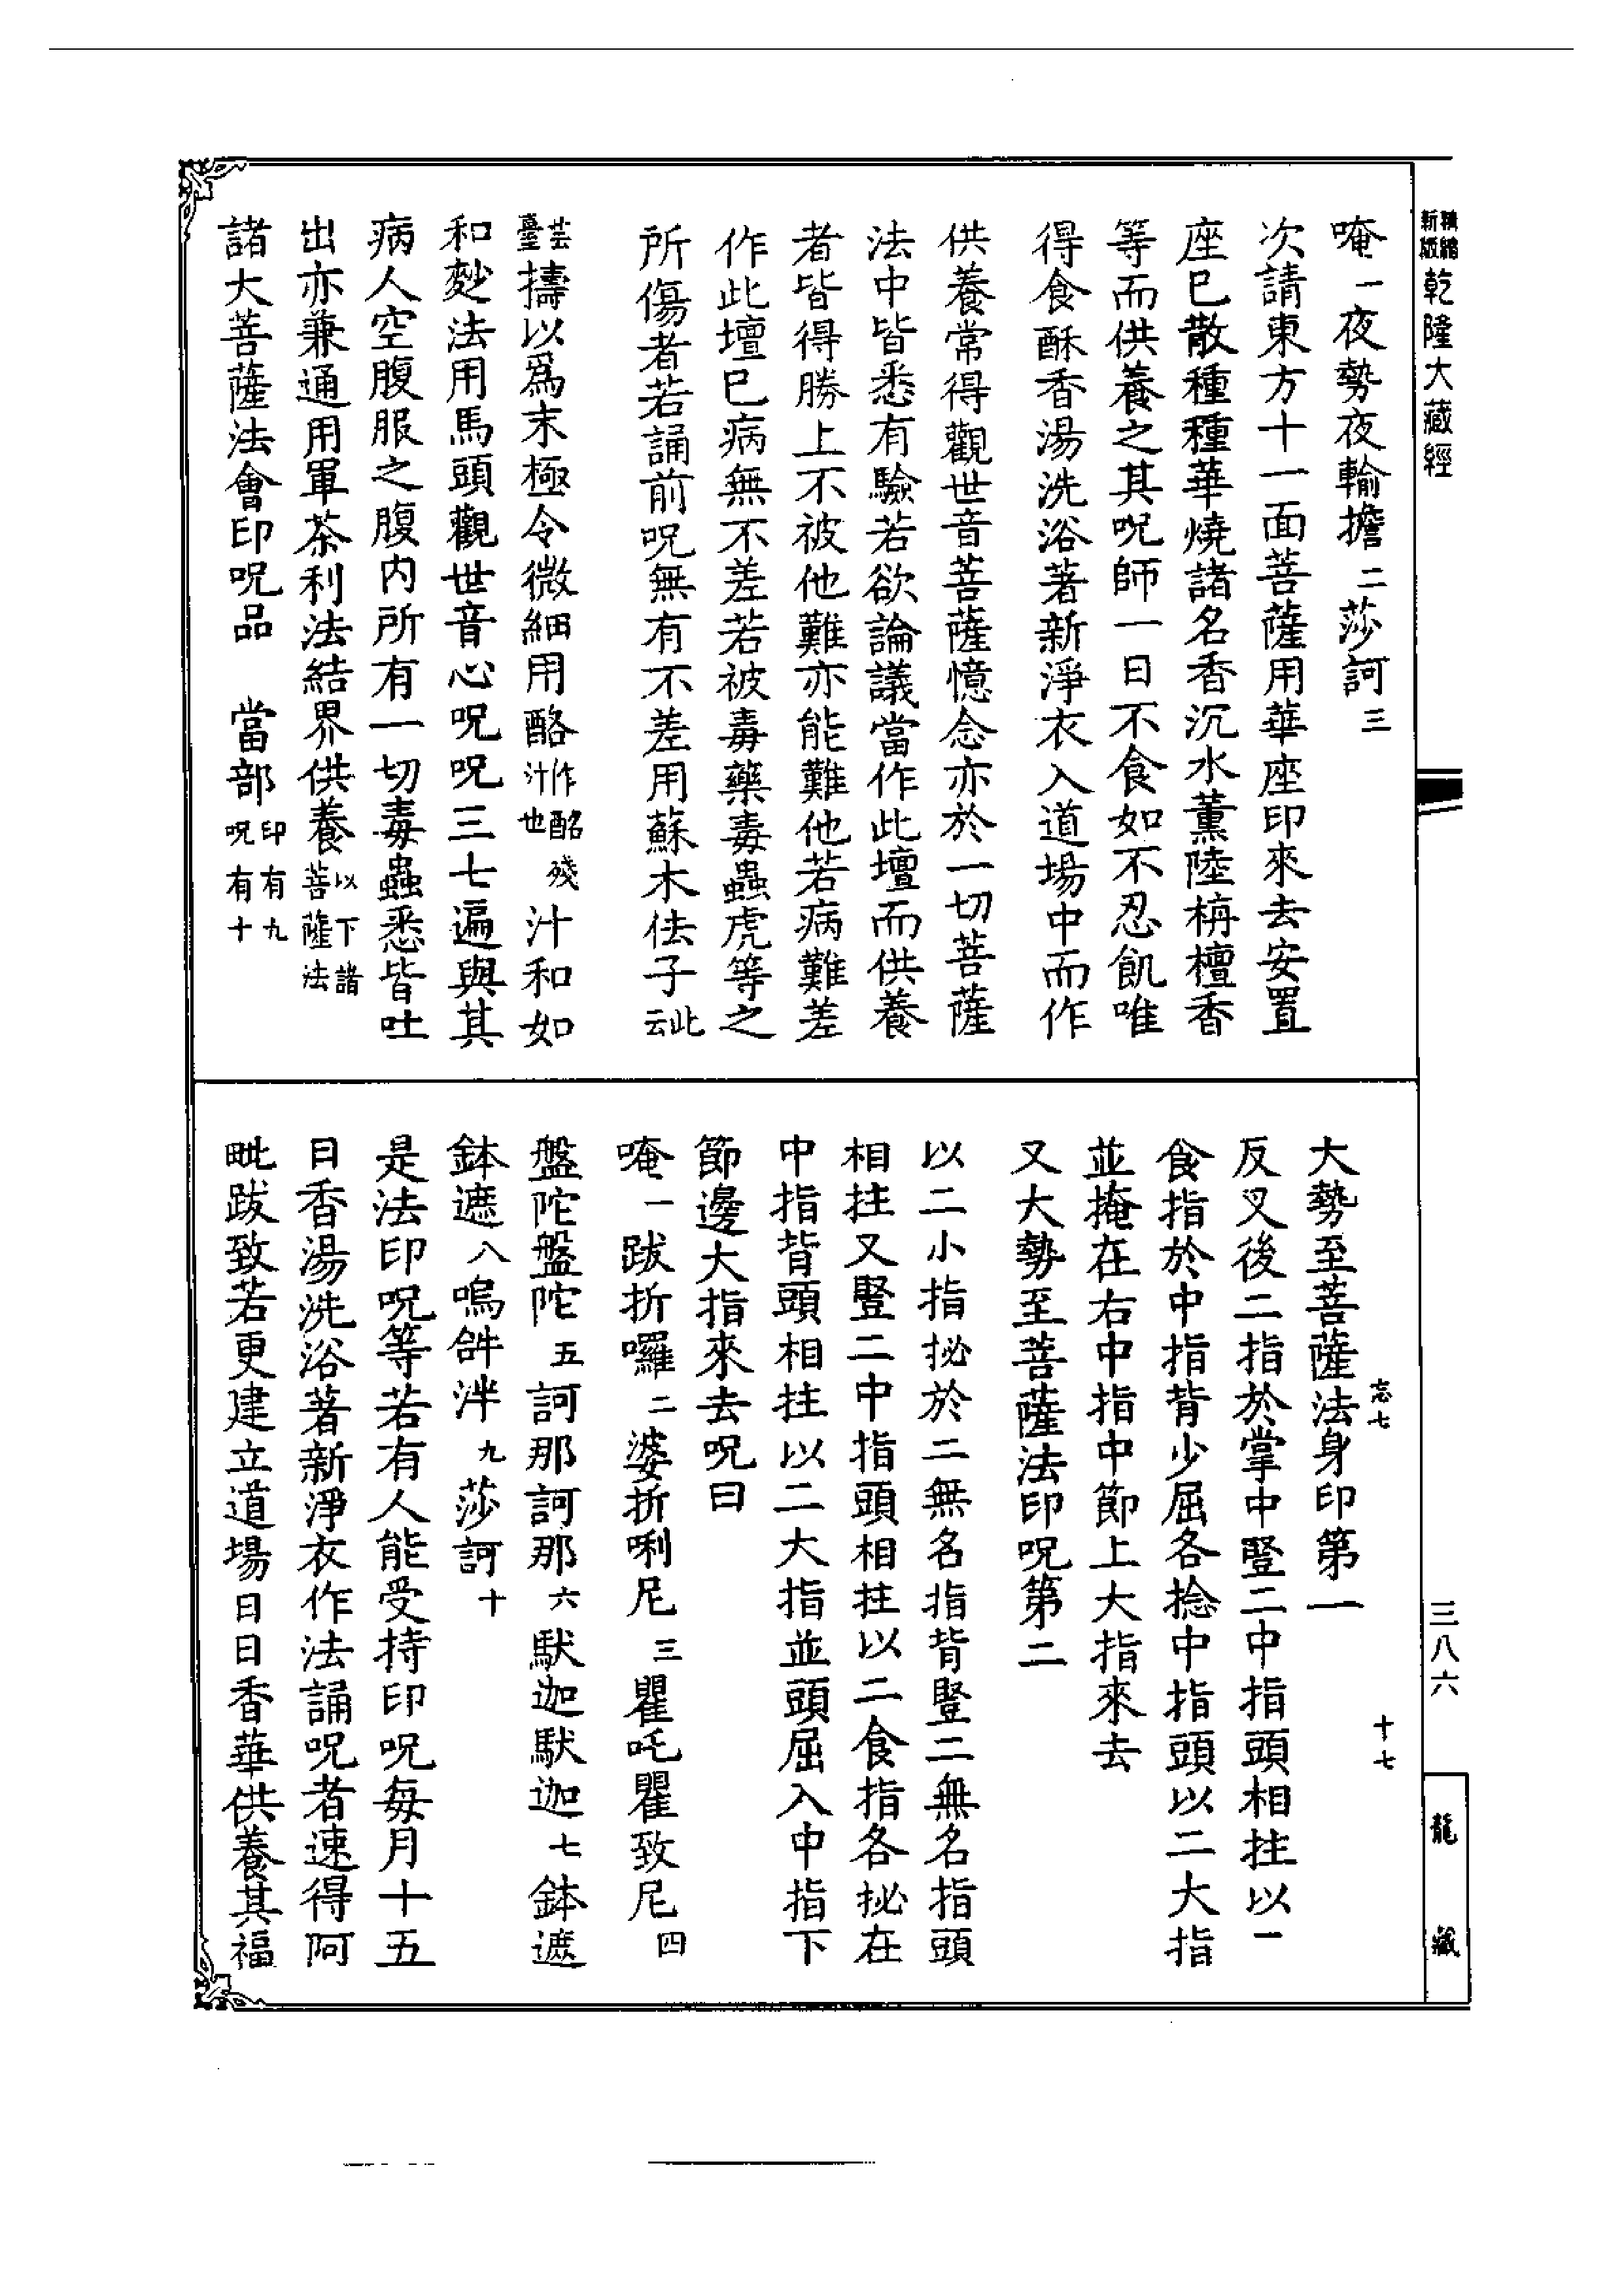 精縮新版乾隆大藏經
唵一夜勢夜輸擔二莎訶三
次請東方十一面菩薩用華座印來去安置
座已散種種華燒諸名香沉水薰陸栴檀香
等而供養之其呪師一日不食如不忍飢唯
得食酥香湯洗浴著新淨衣入道場中而作
供養常得觀世音菩薩憶念亦於一切菩薩
法中皆悉有驗若欲論議當作此壇而供養
者皆得勝上不被他難亦能難他若病難差
作此壇已病無不差若被毒藥毒蟲虎等之
所傷者若誦前呪無有不差用蘇木佉子此云
芸臺擣以爲末極令微細用酪作酩汁也殘汁和如
和麨法用馬頭觀世音心呪呪三七遍與其
病人空腹服之腹内所有一切毒蟲悉皆吐
出亦兼通用軍茶利法結界供養以下諸菩薩法
諸大菩薩法會印呪品 當部印有九呪有十
三八六
龍藏
忘七
十七
大勢至菩薩法身印第一
反叉後二指於掌中豎二中指頭相拄以二
食指於中指背少屈各捻中指頭以二大指
並掩在右中指中節上大指來去
又大勢至菩薩法印呪第二
以二小指拟於二無名指背豎二無名指頭
相拄又豎二中指頭相拄以二食指各拟在
中指背頭相拄以二大指並頭屈入中指下
節邊大指來去呪曰
唵一跋折囉二婆折唎尼三瞿吒瞿致尼四
盤陀盤陀五訶那訶那六馱迦馱迦七鉢遮
鉢遮八嗚𤙖泮九莎訶十
是法印呪等若有人能受持印呪每月十五
日香湯洗浴著新淨衣作法誦呪者速得阿
毗跋致若更建立道場日日香華供養其福